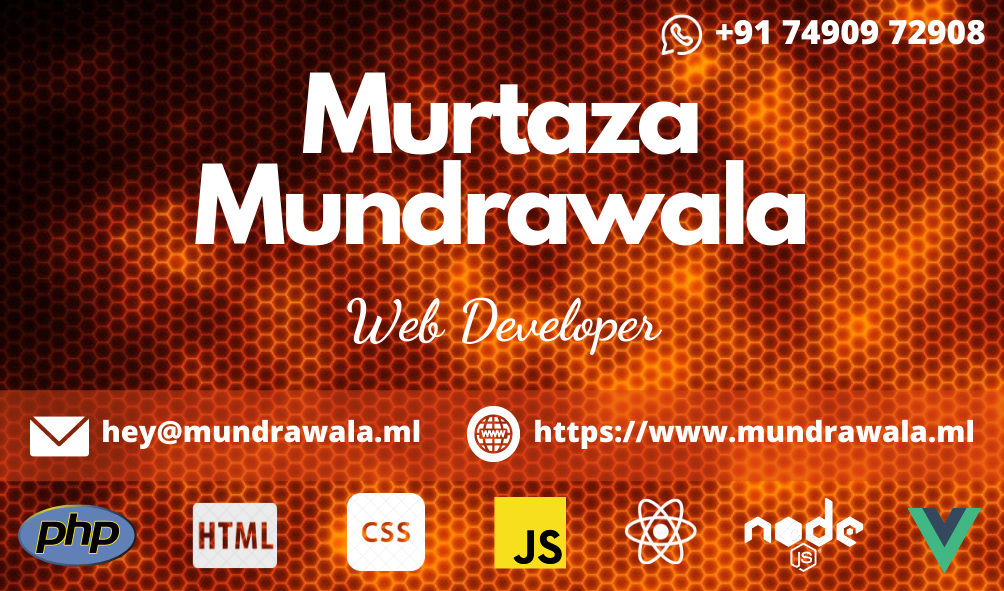 +91 74909 72908
Murtaza
Mundrawala
Web Developer
hey@mundrawala.ml
www
https://www.mundrawala.ml
php
HTML
CSS
JS
node
JS